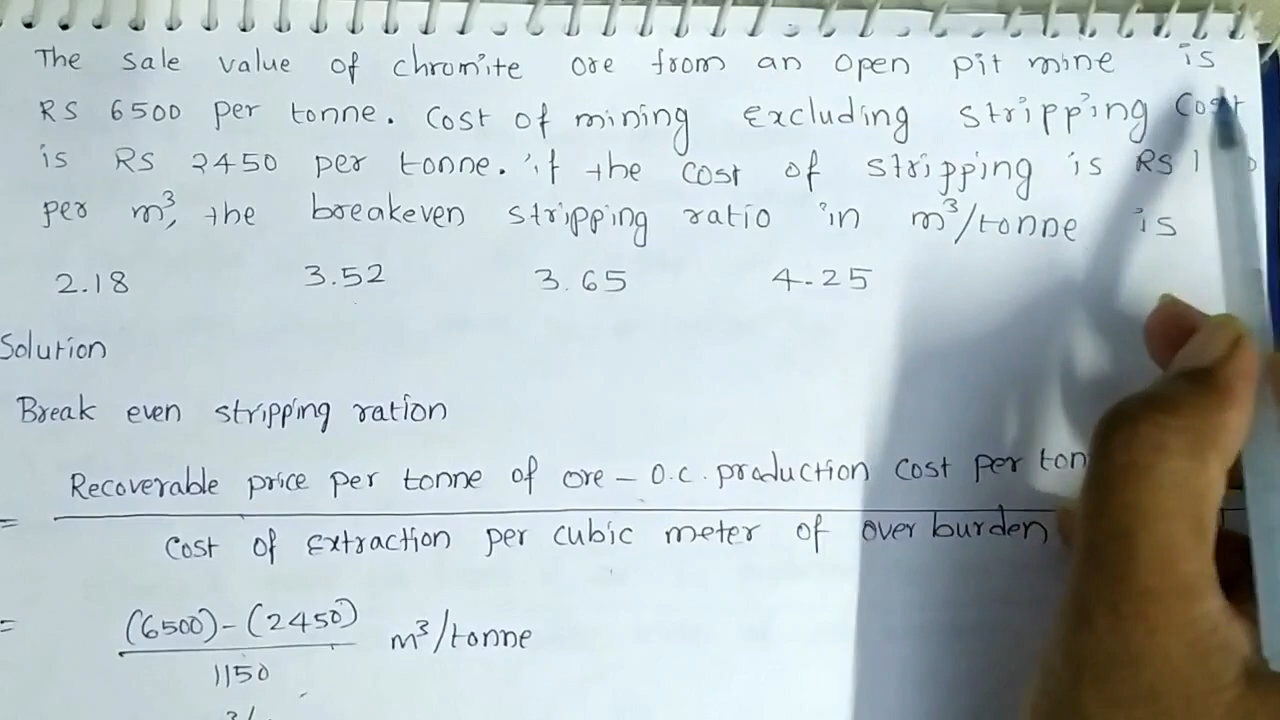 The sale value of chromite ore from an open pit mine is
RS 6500 per tonne. Cost of mining excluding stripping cost
is RS 2450 per tonne. if the cost of stripping is RS
per m³, the breakeven stripping ratio in m³/tonne is
2.18 3.52 3.65 4.25
Solution
Break even stripping ration
Recoverable price per tonne of ore - O.C. production cost per ton
= 
cost of extraction per cubic meter of over burden
= (6500) - (2450) m³/tonne
1150